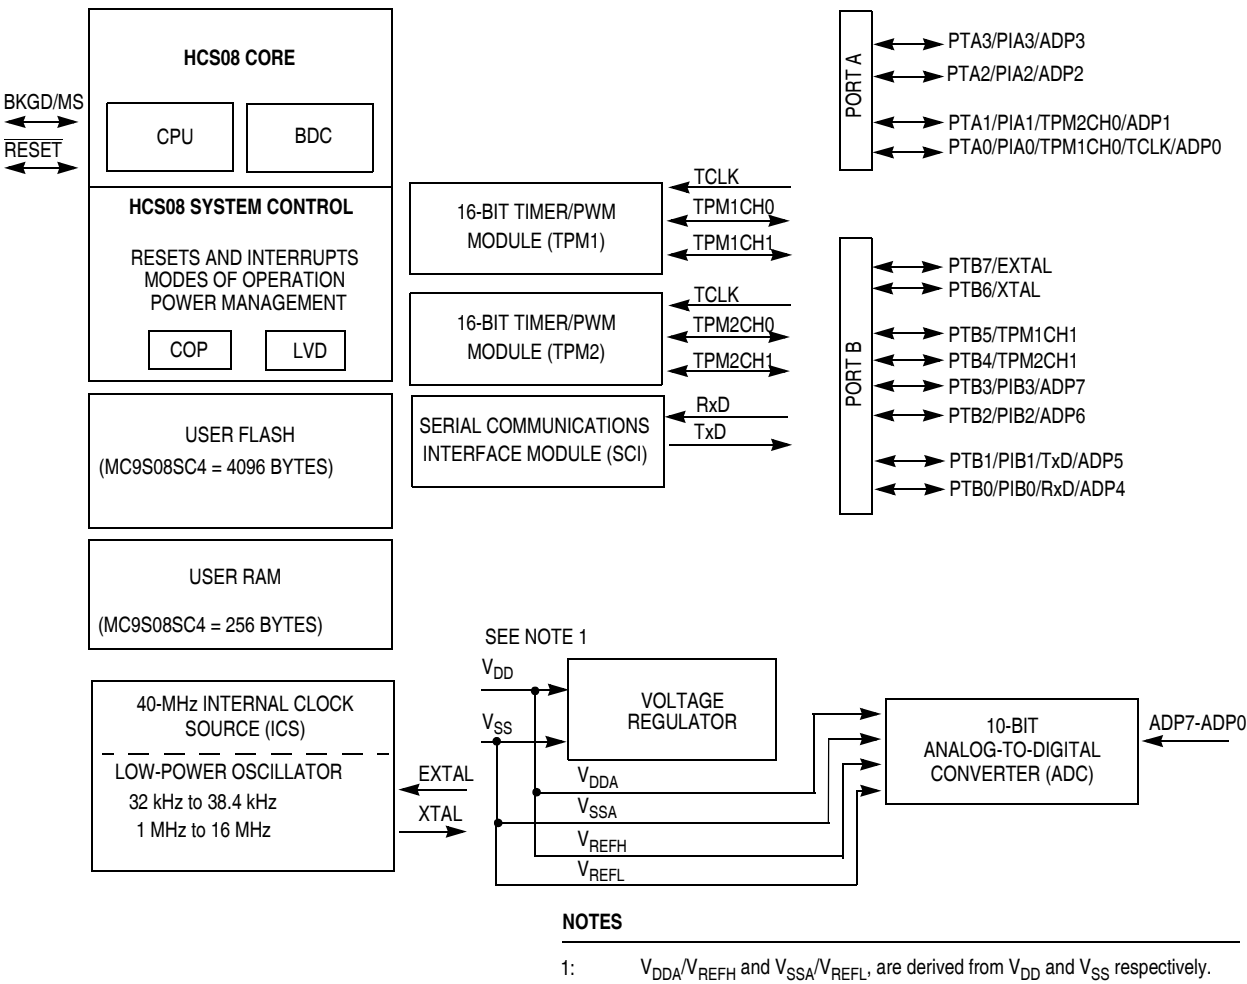 HCS08 CORE
CPU
BDC
BKGD/MS
RESET
HCS08 SYSTEM CONTROL
RESETS AND INTERRUPTS
MODES OF OPERATION
POWER MANAGEMENT
COP
LVD
USER FLASH
(MC9S08SC4 = 4096 BYTES)
USER RAM
(MC9S08SC4 = 256 BYTES)
40-MHz INTERNAL CLOCK
SOURCE (ICS)
LOW-POWER OSCILLATOR
32 kHz to 38.4 kHz
1 MHz to 16 MHz
EXTAL
XTAL
16-BIT TIMER/PWM
MODULE (TPM1)
TCLK
TPM1CH0
TPM1CH1
16-BIT TIMER/PWM
MODULE (TPM2)
TCLK
TPM2CH0
TPM2CH1
SERIAL COMMUNICATIONS
INTERFACE MODULE (SCI)
RxD
TxD
PORT A
PTA3/PIA3/ADP3
PTA2/PIA2/ADP2
PTA1/PIA1/TPM2CH0/ADP1
PTA0/PIA0/TPM1CH0/TCLK/ADP0
PORT B
PTB7/EXTAL
PTB6/XTAL
PTB5/TPM1CH1
PTB4/TPM2CH1
PTB3/PIB3/ADP7
PTB2/PIB2/ADP6
PTB1/PIB1/TxD/ADP5
PTB0/PIB0/RxD/ADP4
SEE NOTE 1
VDD
VSS
VOLTAGE
REGULATOR
VDDA
VSSA
VREFH
VREFL
10-BIT
ANALOG-TO-DIGITAL
CONVERTER (ADC)
ADP7-ADP0
NOTES
1: VDDA/VREFH and VSSA/VREFL, are derived from VDD and VSS respectively.